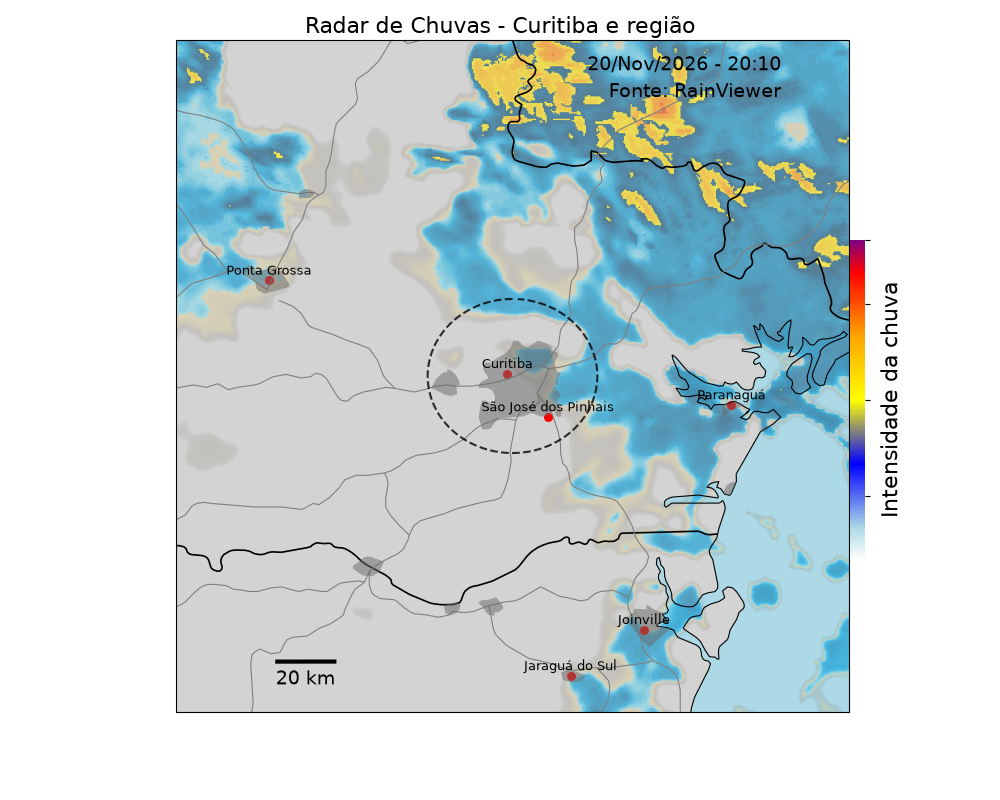 Radar de Chuvas - Curitiba e região
20/Nov/2026 - 20:10
Fonte: RainViewer
Ponta Grossa
Curitiba
São José dos Pinhais
Paranaguá
Joinville
Jaraguá do Sul
20 km
Intensidade da chuva